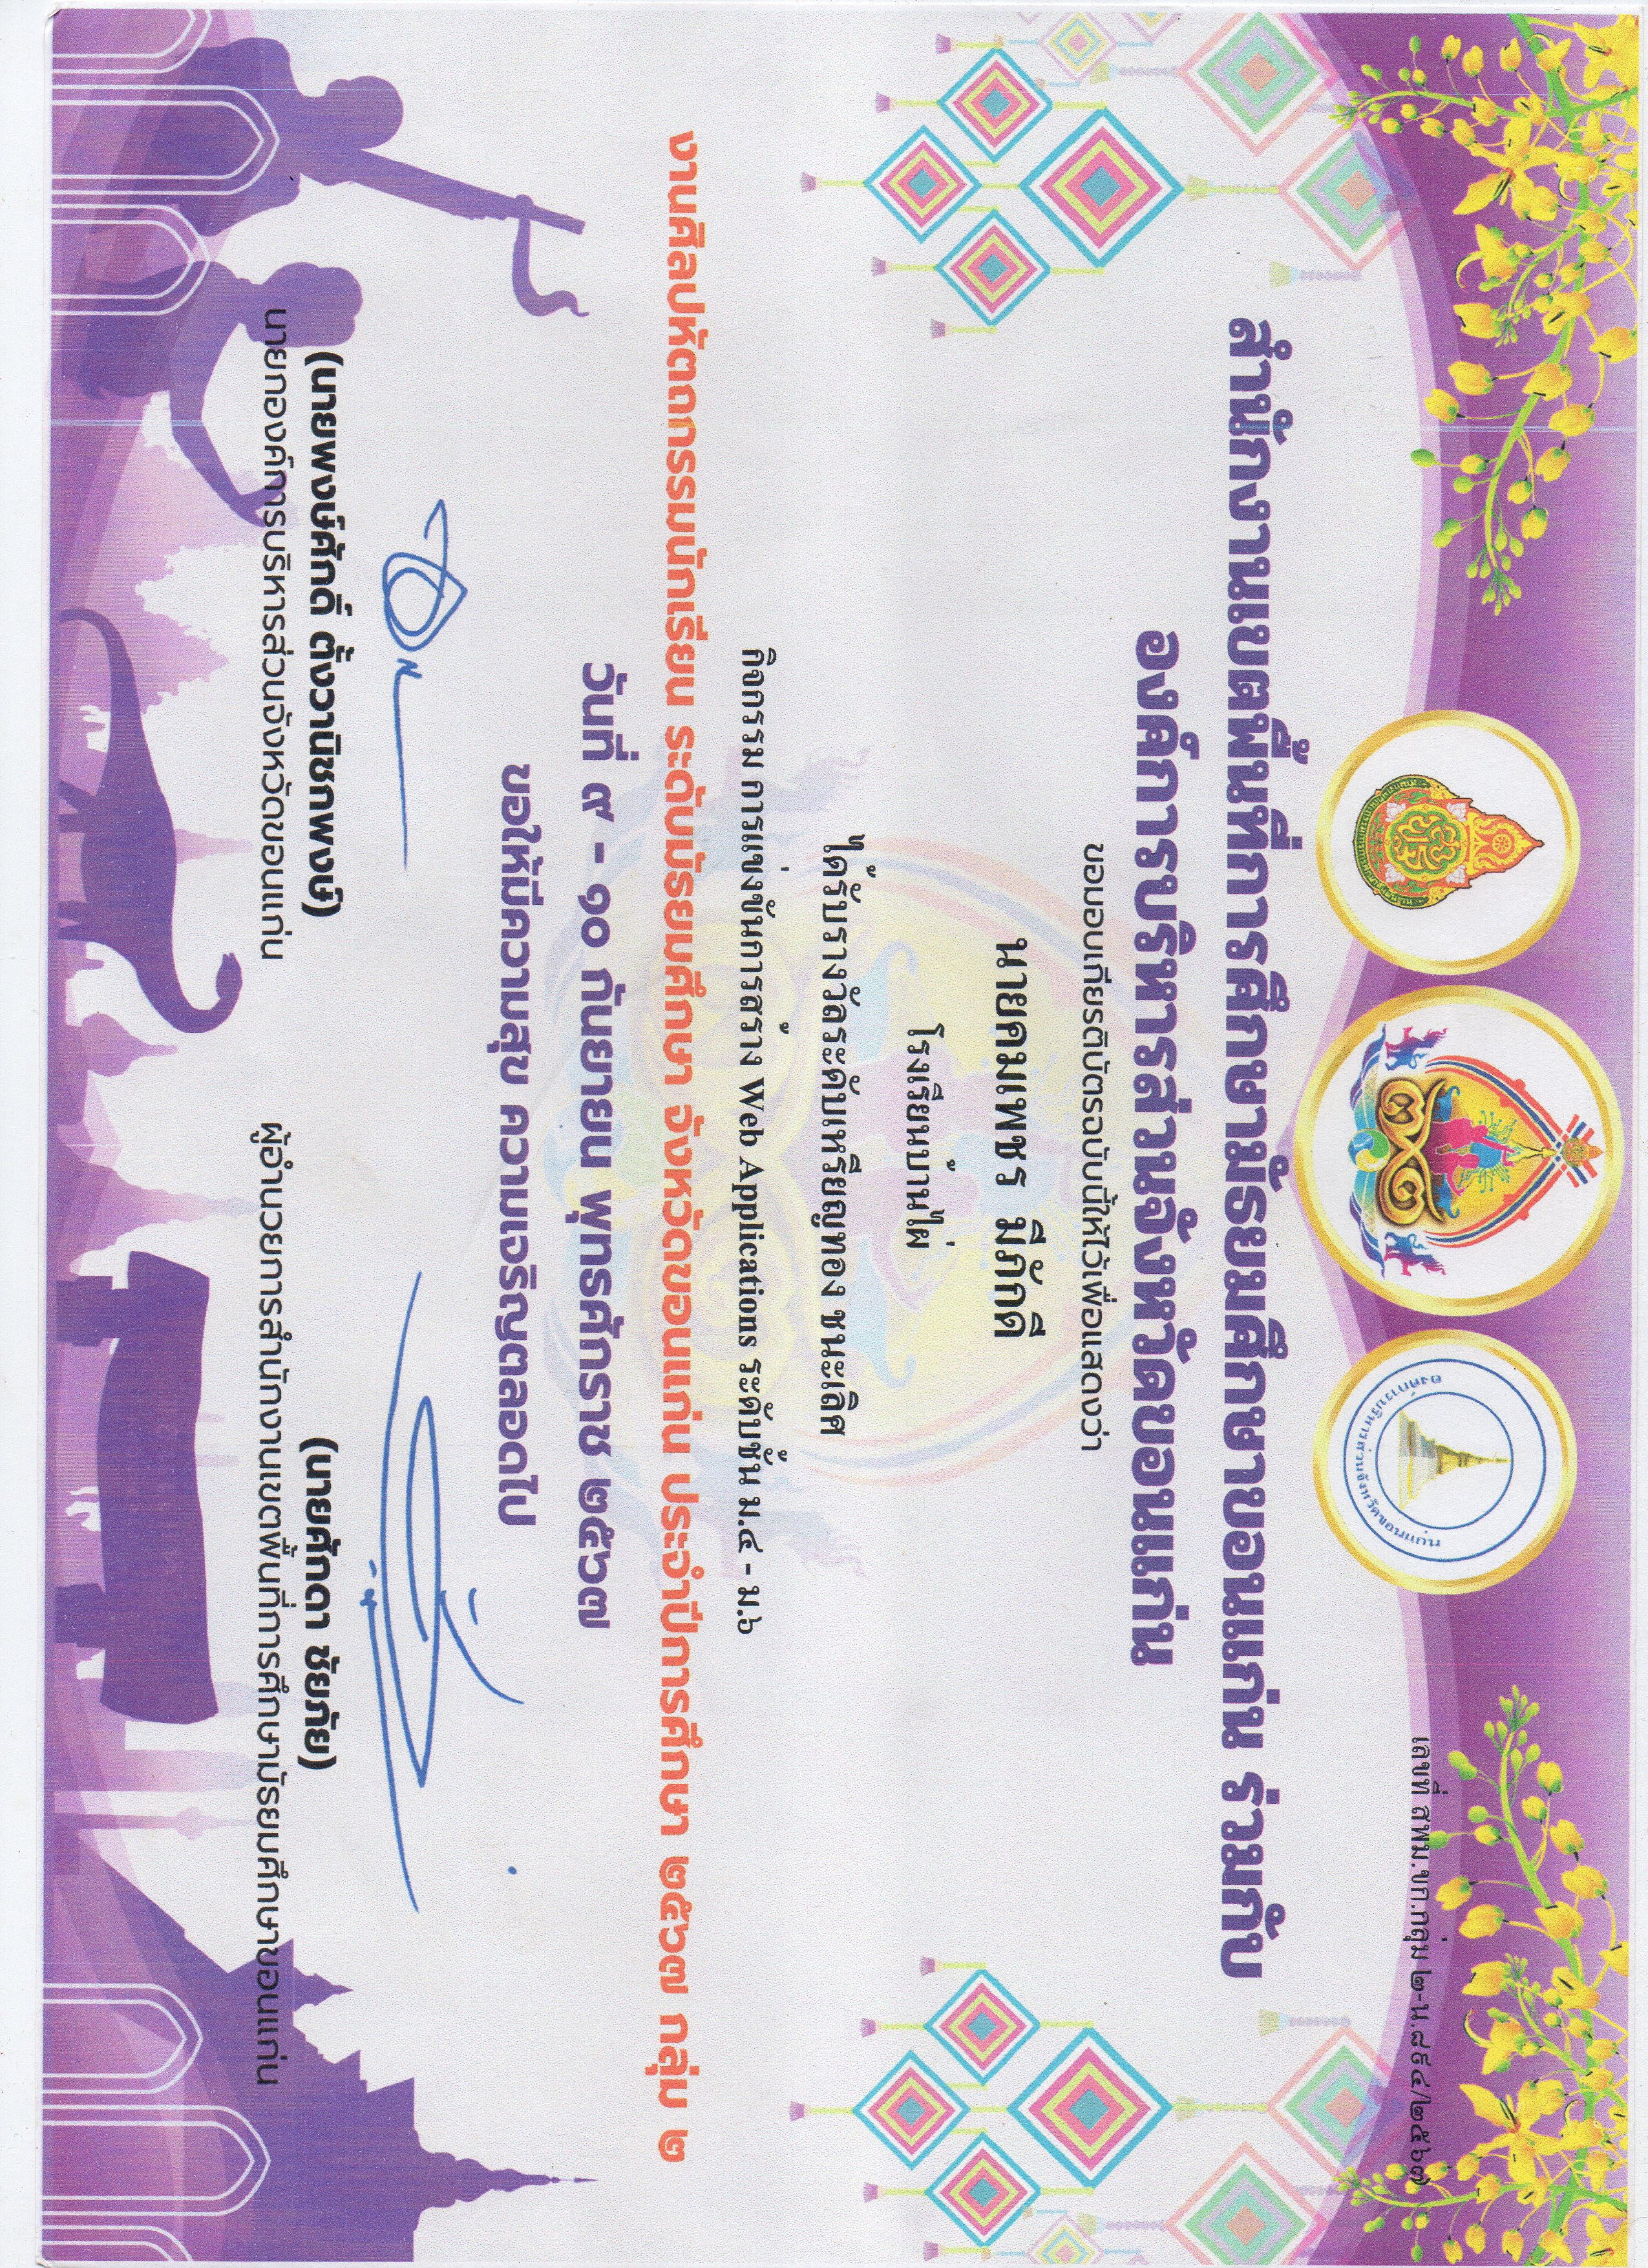 องค์การบริหารส่วนจังหวัดขอนแก่น
เลขที่ สพม.ขก.กลุ่ม ๒-น.๘๙๔/๒๕๖๗
สำนักงานเขตพื้นที่การศึกษามัธยมศึกษาขอนแก่น ร่วมกับ
องค์การบริหารส่วนจังหวัดขอนแก่น
ขอมอบเกียรติบัตรฉบับนี้ให้ไว้เพื่อแสดงว่า
นายคมเพชร มีภักดี
โรงเรียนบ้านไผ่
ได้รับรางวัลระดับเหรียญทอง ชนะเลิศ
กิจกรรม การแข่งขันการสร้าง Web Applications ระดับชั้น ม.๔ - ม.๖
งานศิลปหัตถกรรมนักเรียน ระดับมัธยมศึกษา จังหวัดขอนแก่น ประจำปีการศึกษา ๒๕๖๗ กลุ่ม ๒
วันที่ ๙ - ๑๐ กันยายน พุทธศักราช ๒๕๖๗
ขอให้มีความสุข ความเจริญตลอดไป
(นายพงษ์ศักดิ์ ตั้งวานิชกพงษ์) (นายศักดา ชัยภัย)
นายกองค์การบริหารส่วนจังหวัดขอนแก่น ผู้อำนวยการสำนักงานเขตพื้นที่การศึกษามัธยมศึกษาขอนแก่น